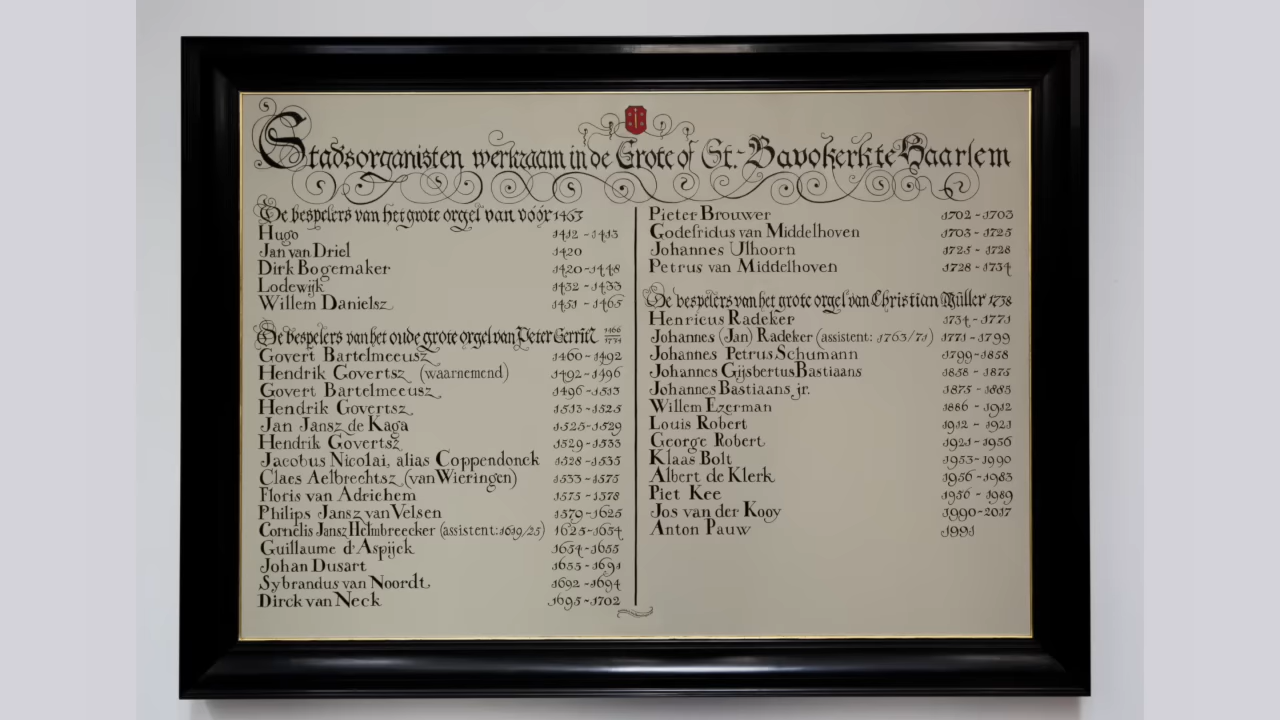 Stadsorganisten werkzaam in de Grote of St.-Bavokerk te Haarlem
De bespelers van het grote orgel van vóór 1463
Hugo 1412 - 1413
Jan van Driel 1420
Dirk Bogemaker 1420-1448
Lodewijk 1432 - 1433
Willem Danielsz 1451 - 1465
De bespelers van het oude grote orgel van Peter Gerritz 1466 1734
Govert Bartelmeeusz 1460-1492
Hendrik Govertsz (waarnemend) 1492-1496
Govert Bartelmeeusz 1496-1513
Hendrik Govertsz 1513-1525
Jan Jansz de Kaga 1525-1529
Hendrik Govertsz 1529-1533
Jacobus Nicolai, alias Coppendonck 1528-1535
Claes Aelbrechtsz (van Wieringen) 1533-1575
Floris van Adrichem 1575-1578
Philips Jansz van Velsen 1579-1625
Cornelis Jansz Helmbreecker (assistent:1619/25) 1625-1654
Guillaume d'Aspijck 1654-1655
Johan Dusart 1655-1691
Sybrandus van Noordt 1692-1694
Dirck van Neck 1695-1702
Pieter Brouwer 1702-1703
Godefridus van Middelhoven 1703-1725
Johannes Ulhoorn 1725 - 1728
Petrus van Middelhoven 1728-1734
De bespelers van het grote orgel van Christian Müller 1738
Henricus Radeker 1734-1771
Johannes (Jan) Radeker (assistent: 1763/71) 1771-1799
Johannes Petrus Schumann 1799-1858
Johannes Gijsbertus Bastiaans 1858 - 1875
Johannes Bastiaans jr. 1875 - 1885
Willem Ezerman 1886 - 1912
Louis Robert 1912 - 1921
George Robert 1921-1956
Klaas Bolt 1953-1990
Albert de Klerk 1956-1983
Piet Kee 1956 - 1989
Jos van der Kooy 1990-2017
Anton Pauw 1991